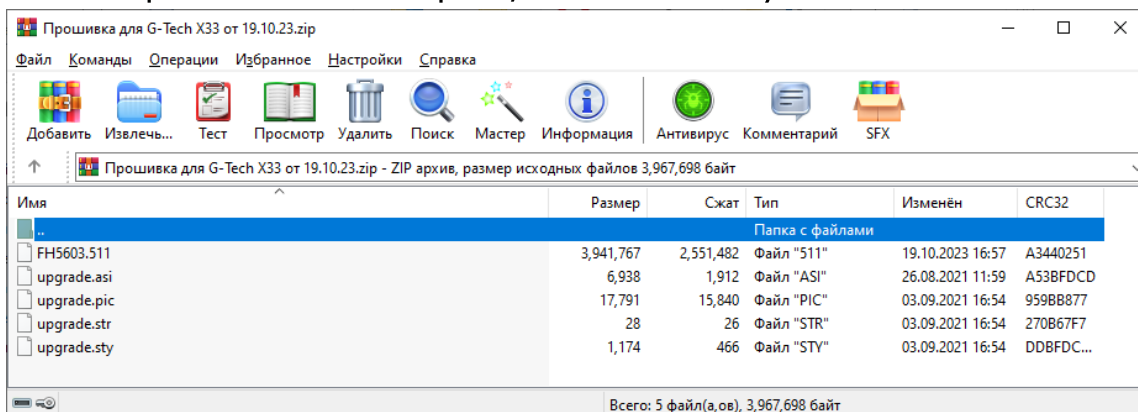 Прошивка для G-Tech X33 от 19.10.23.zip
Файл Команды Операции Избранное Настройки Справка
Добавить Извлечь... Тест Просмотр Удалить Поиск Мастер Информация Антивирус Комментарий SFX
Прошивка для G-Tech X33 от 19.10.23.zip - ZIP архив, размер исходных файлов 3,967,698 байт
Имя Размер Сжат Тип Изменён CRC32
.. Папка с файлами
FH5603.511 3,941,767 2,551,482 Файл "511" 19.10.2023 16:57 A3440251
upgrade.asi 6,938 1,912 Файл "ASI" 26.08.2021 11:59 A53BFDCD
upgrade.pic 17,791 15,840 Файл "PIC" 03.09.2021 16:54 959BB877
upgrade.str 28 26 Файл "STR" 03.09.2021 16:54 270B67F7
upgrade.sty 1,174 466 Файл "STY" 03.09.2021 16:54 DDBFDC...
Всего: 5 файл(а,ов), 3,967,698 байт